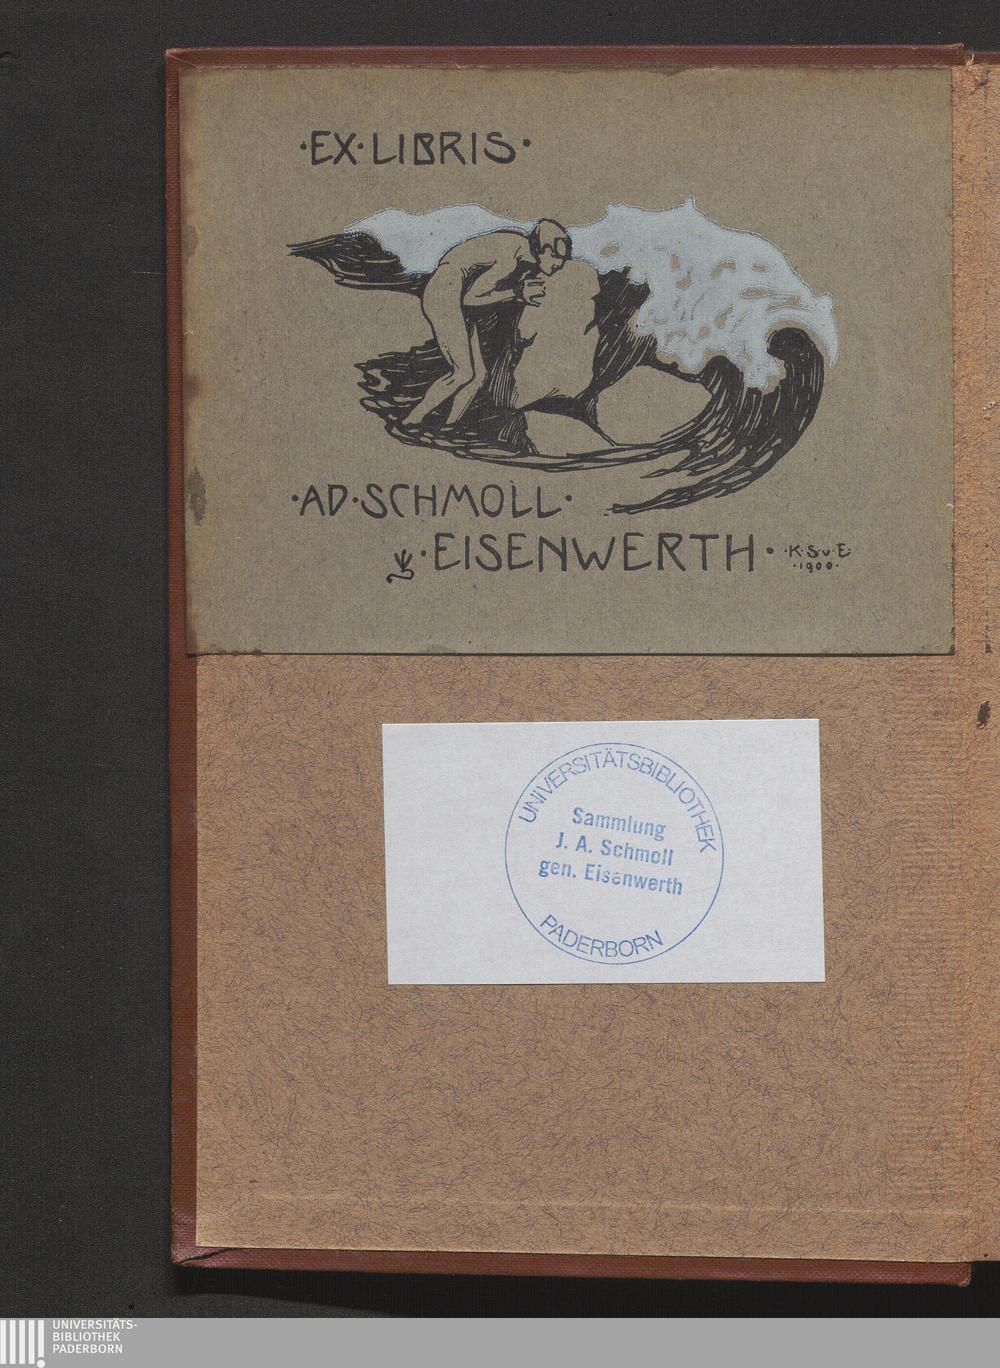 ·EX·LIBRIS·
·AD·SCHMOLL·
·EISENWERTH·
·K·S·v·E·
·1900·
UNIVERSITÄTSBIBLIOTHEK
Sammlung
J. A. Schmoll
gen. Eisenwerth
PADERBORN
UNIVERSITÄTS-
BIBLIOTHEK
PADERBORN